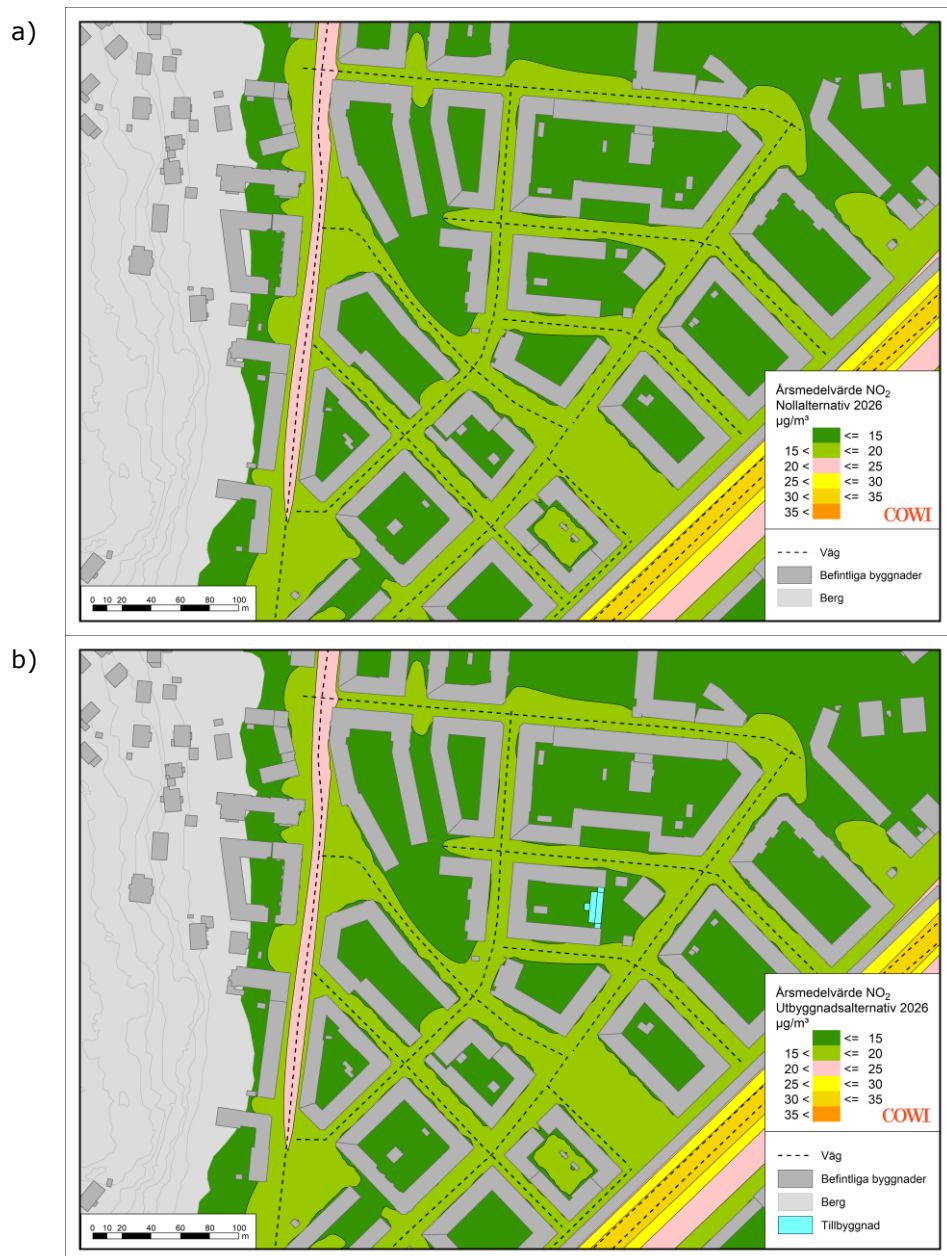 a)
Årsmedelvärde NO₂
Nollalternativ 2026
µg/m³
<= 15
15 < <= 20
20 < <= 25
25 < <= 30
30 < <= 35
35 <
COWI
Väg
Befintliga byggnader
Berg
0 10 20 40 60 80 100
m
b)
Årsmedelvärde NO₂
Utbyggnadsalternativ 2026
µg/m³
<= 15
15 < <= 20
20 < <= 25
25 < <= 30
30 < <= 35
35 <
COWI
Väg
Befintliga byggnader
Berg
Tillbyggnad
0 10 20 40 60 80 100
m